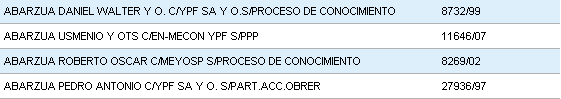 ABARZUA DANIEL WALTER Y O. C/YPF SA Y O.S/PROCESO DE CONOCIMIENTO 8732/99
ABARZUA USMENIO Y OTS C/EN-MECON YPF S/PPP 11646/07
ABARZUA ROBERTO OSCAR C/MEYOSP S/PROCESO DE CONOCIMIENTO 8269/02
ABARZUA PEDRO ANTONIO C/YPF SA Y O. S/PART.ACC.OBRER 27936/97